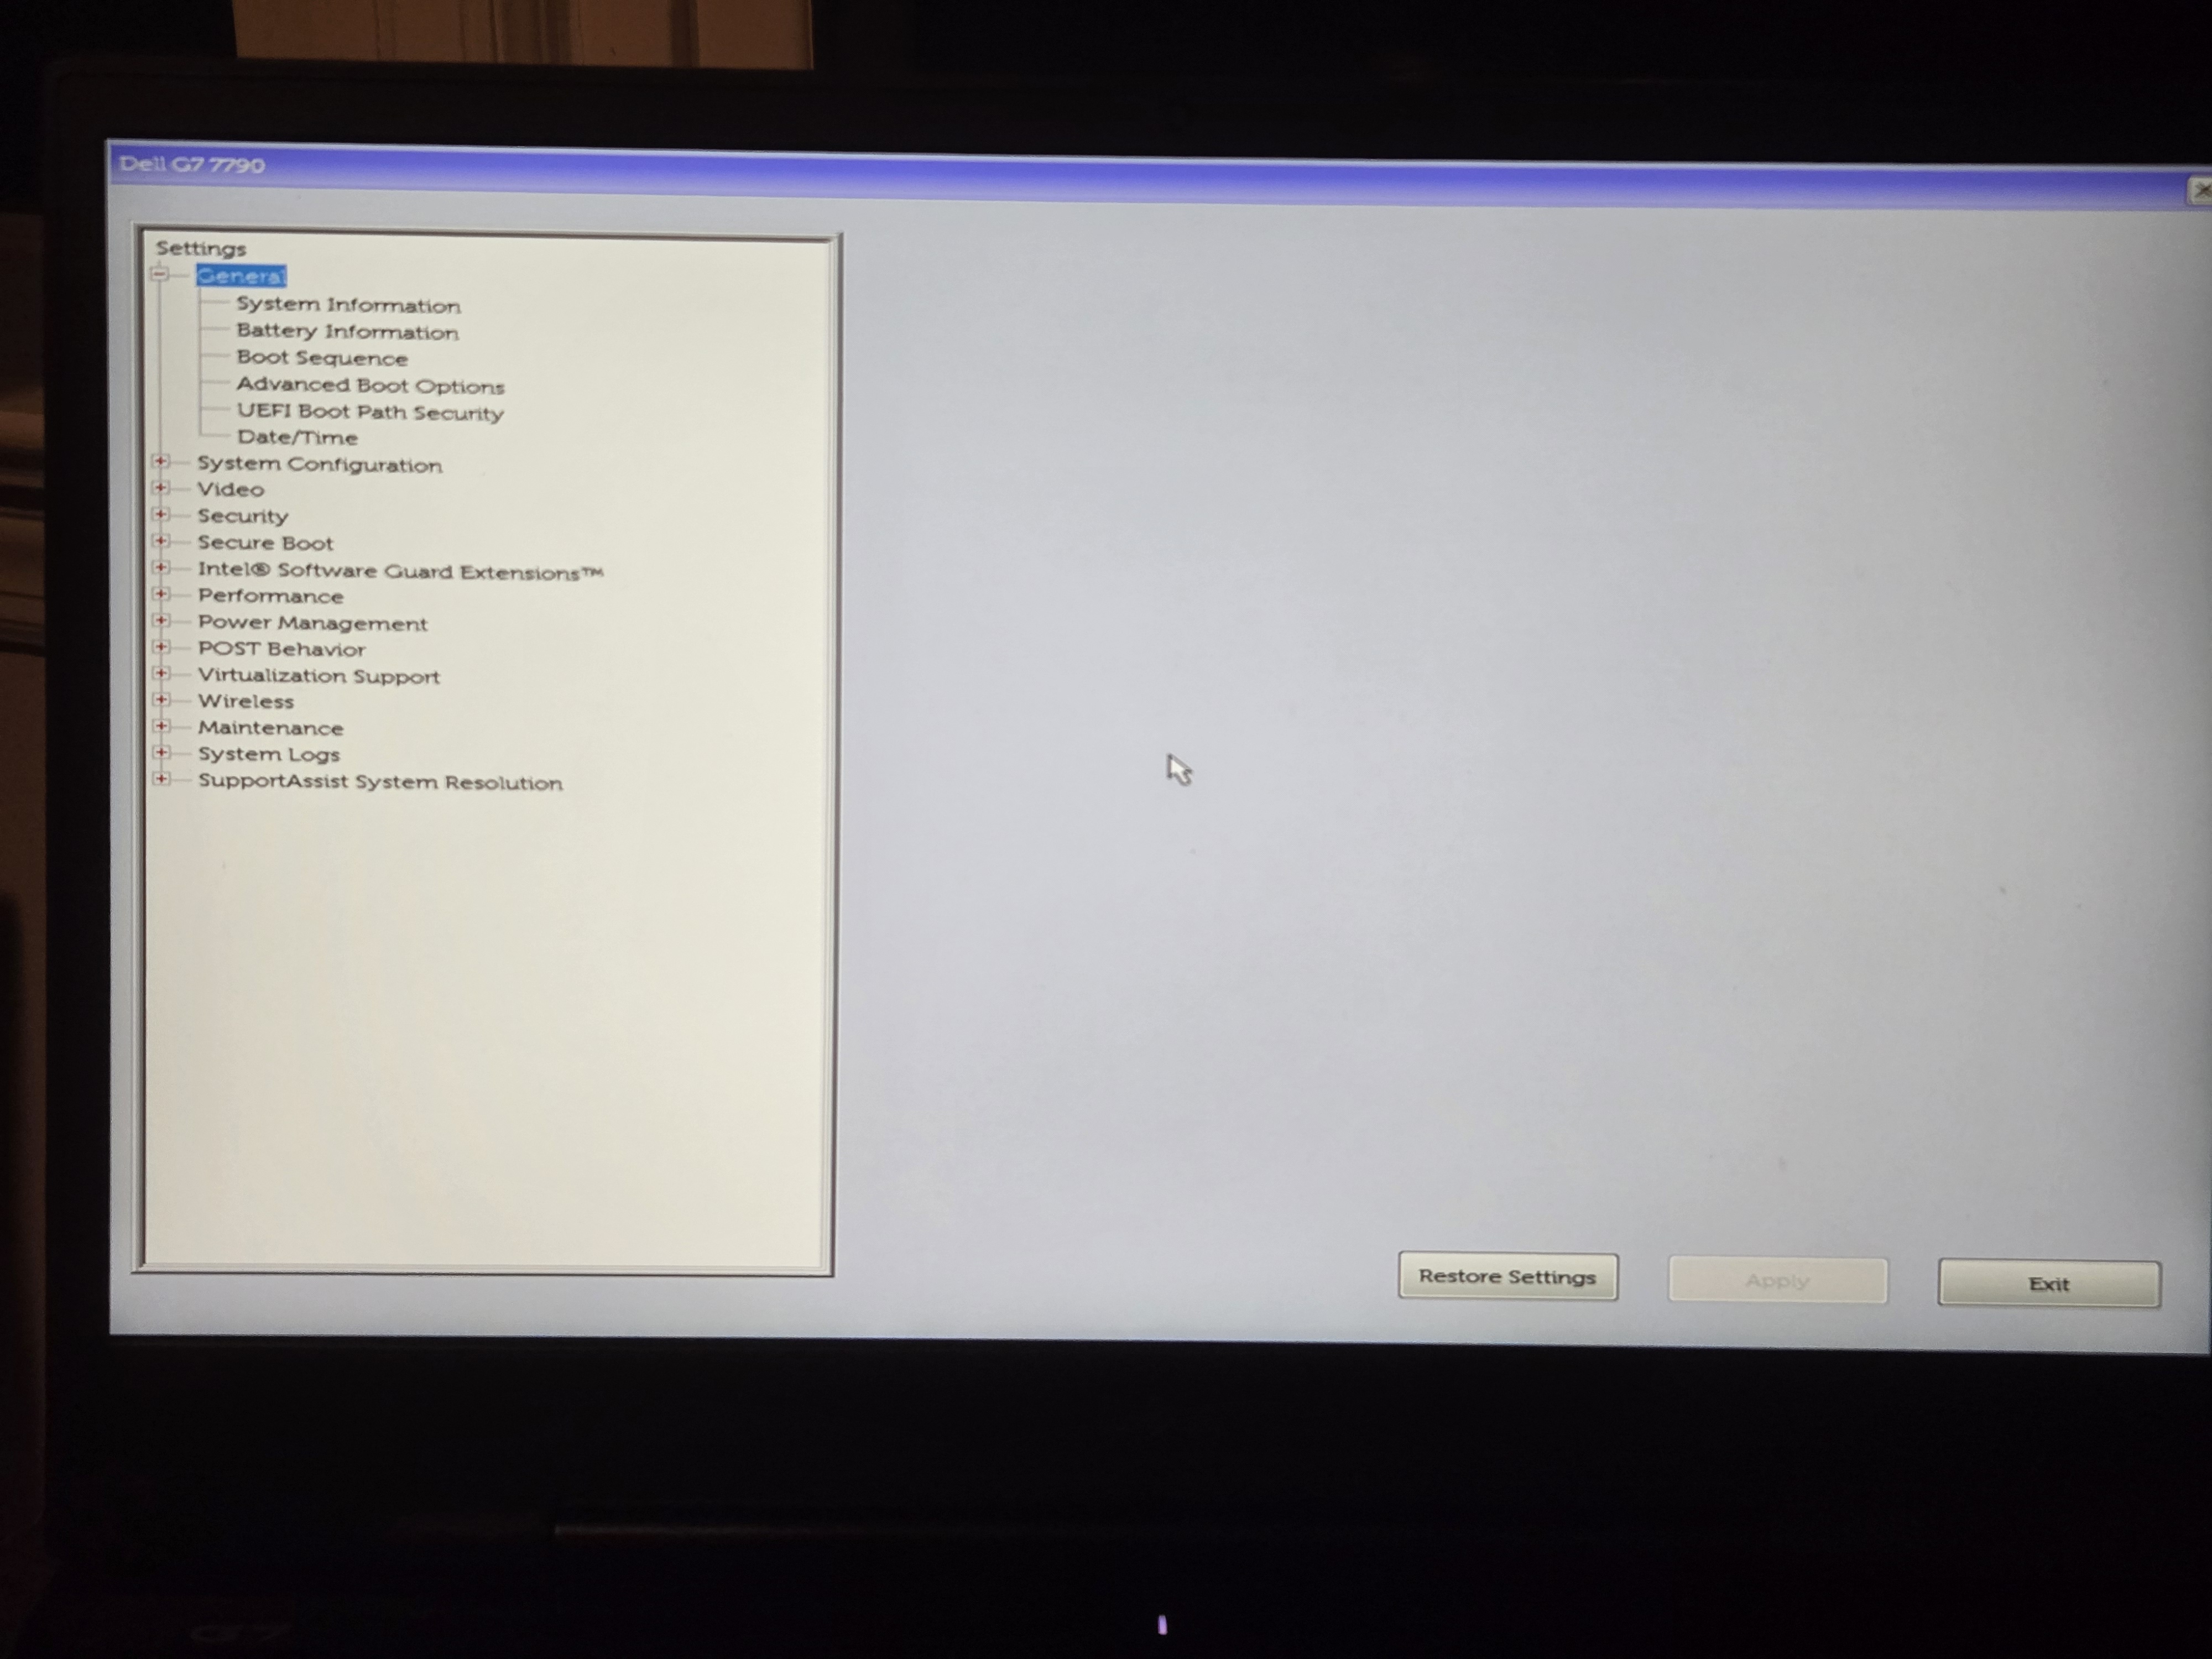 Dell G7 7790
Settings
General
System Information
Battery Information
Boot Sequence
Advanced Boot Options
UEFI Boot Path Security
Date/Time
System Configuration
Video
Security
Secure Boot
Intel® Software Guard Extensions™
Performance
Power Management
POST Behavior
Virtualization Support
Wireless
Maintenance
System Logs
SupportAssist System Resolution
Restore Settings
Apply
Exit
G7